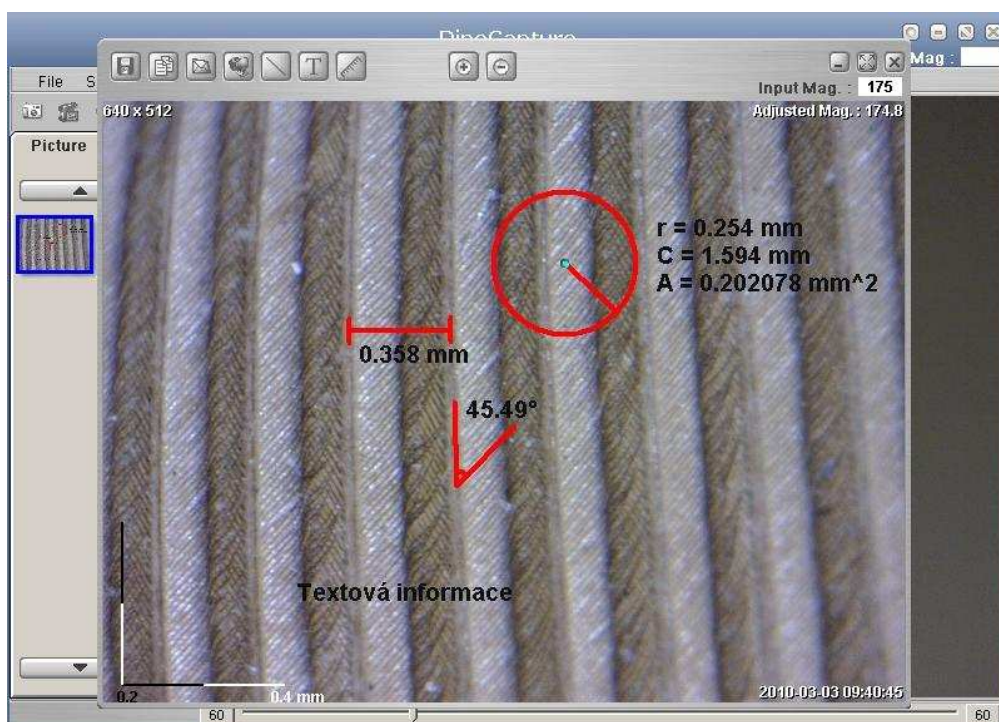 DinoCapture
Mag :
File S
Input Mag. : 175
640 x 512
Adjusted Mag. : 174.8
Picture
r = 0.254 mm
C = 1.594 mm
A = 0.202078 mm^2
0.358 mm
45.49°
Textová informace
0.2
0.4 mm
2010-03-03 09:40:45
60
60